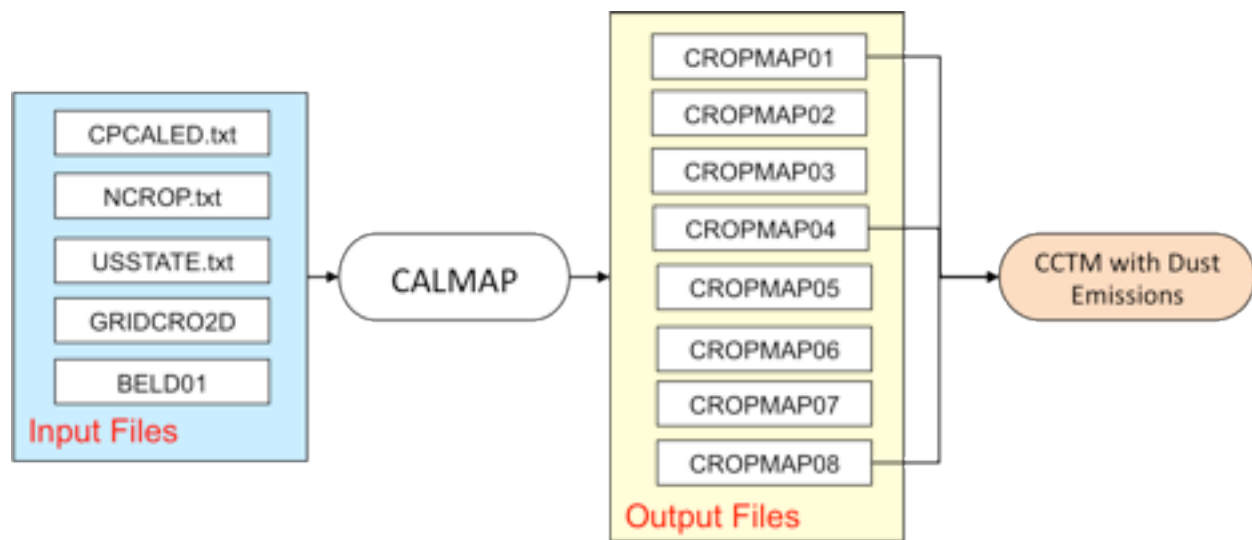 CPCALED.txt
NCROP.txt
USSTATE.txt
GRIDCRO2D
BELD01
Input Files
CALMAP
CROPMAP01
CROPMAP02
CROPMAP03
CROPMAP04
CROPMAP05
CROPMAP06
CROPMAP07
CROPMAP08
Output Files
CCTM with Dust
Emissions